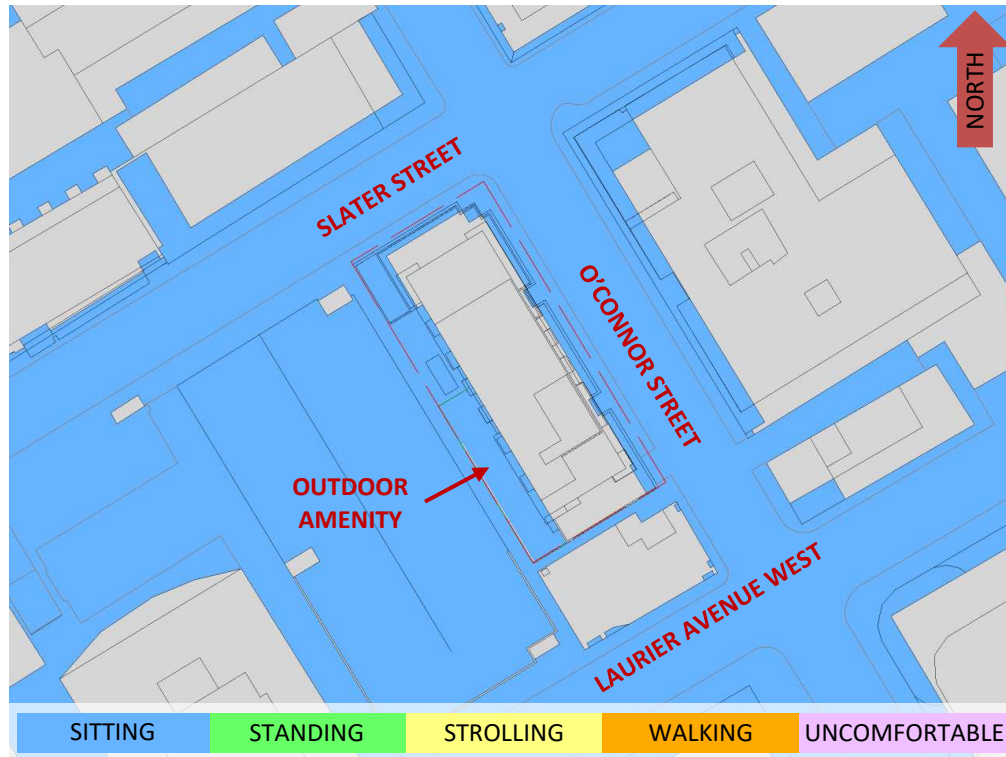 NORTH
SLATER STREET
O'CONNOR STREET
OUTDOOR
AMENITY
LAURIER AVENUE WEST
SITTING STANDING STROLLING WALKING UNCOMFORTABLE